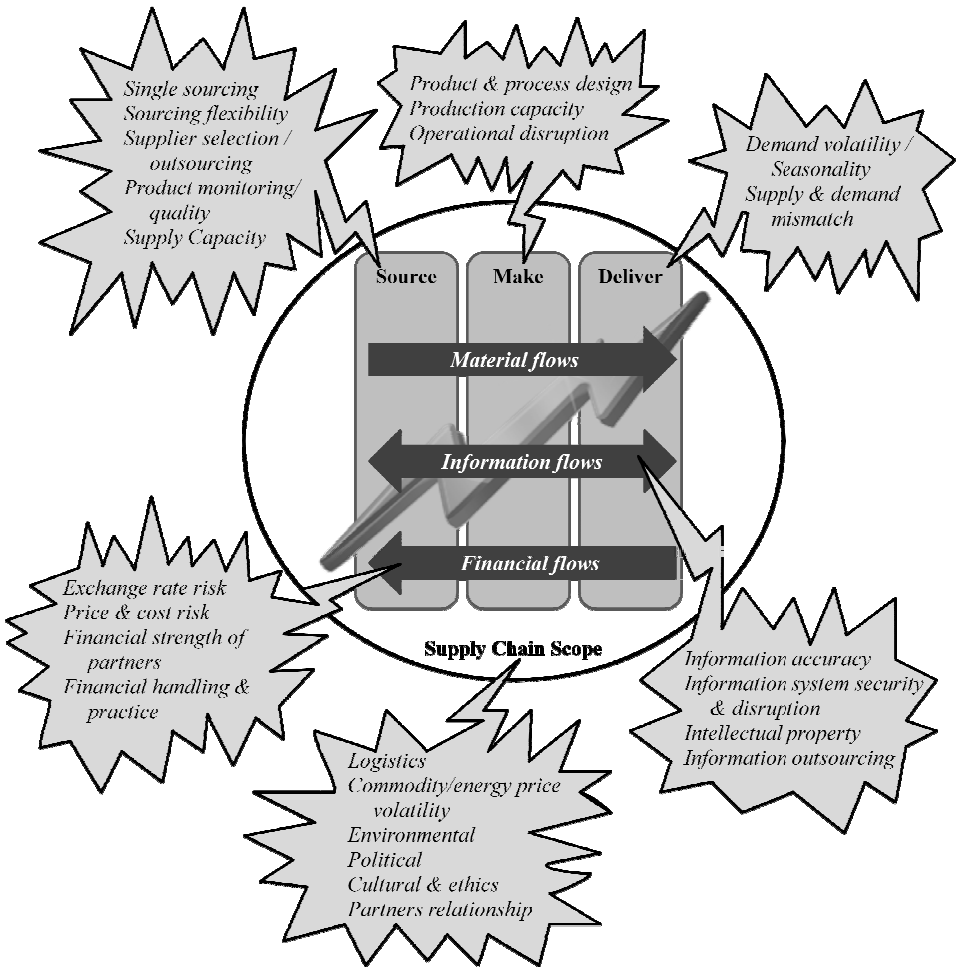 Single sourcing
Sourcing flexibility
Supplier selection /
outsourcing
Product monitoring/
quality
Supply Capacity
Product & process design
Production capacity
Operational disruption
Demand volatility /
Seasonality
Supply & demand
mismatch
Source
Make
Deliver
Material flows
Information flows
Financial flows
Supply Chain Scope
Exchange rate risk
Price & cost risk
Financial strength of
partners
Financial handling &
practice
Information accuracy
Information system security
& disruption
Intellectual property
Information outsourcing
Logistics
Commodity/energy price
volatility
Environmental
Political
Cultural & ethics
Partners relationship